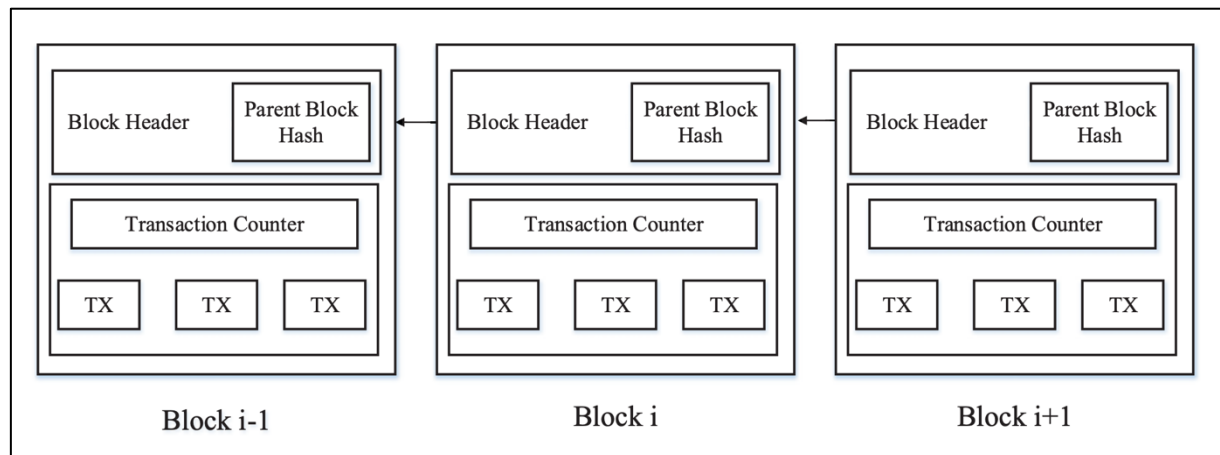 Block Header
Parent Block
Hash
Block Header
Parent Block
Hash
Block Header
Parent Block
Hash
Transaction Counter
Transaction Counter
Transaction Counter
TX
TX
TX
TX
TX
TX
TX
TX
TX
Block i-1
Block i
Block i+1